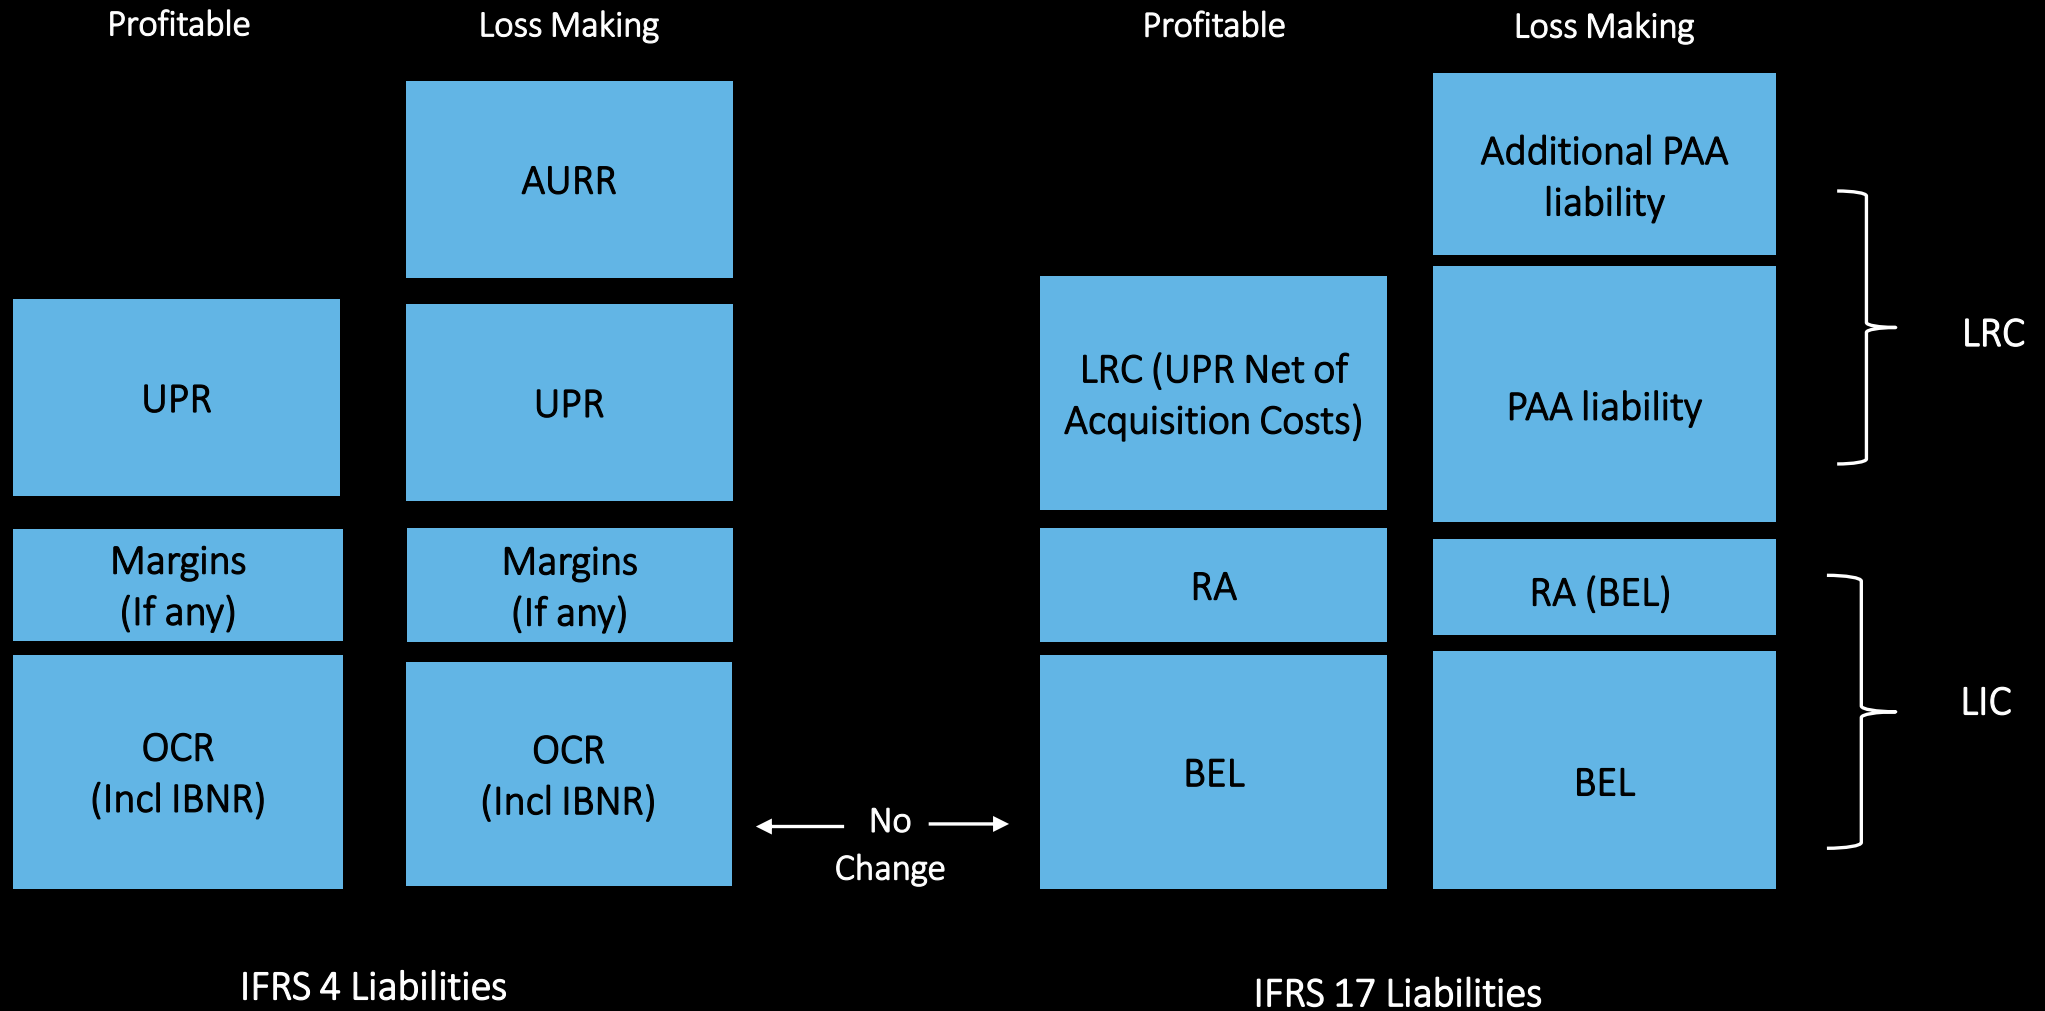 Profitable
Loss Making
Profitable
Loss Making
AURR
UPR
UPR
Margins
(If any)
Margins
(If any)
OCR
(Incl IBNR)
OCR
(Incl IBNR)
No
Change
Additional PAA
liability
LRC (UPR Net of
Acquisition Costs)
PAA liability
RA
RA (BEL)
BEL
BEL
LRC
LIC
IFRS 4 Liabilities
IFRS 17 Liabilities